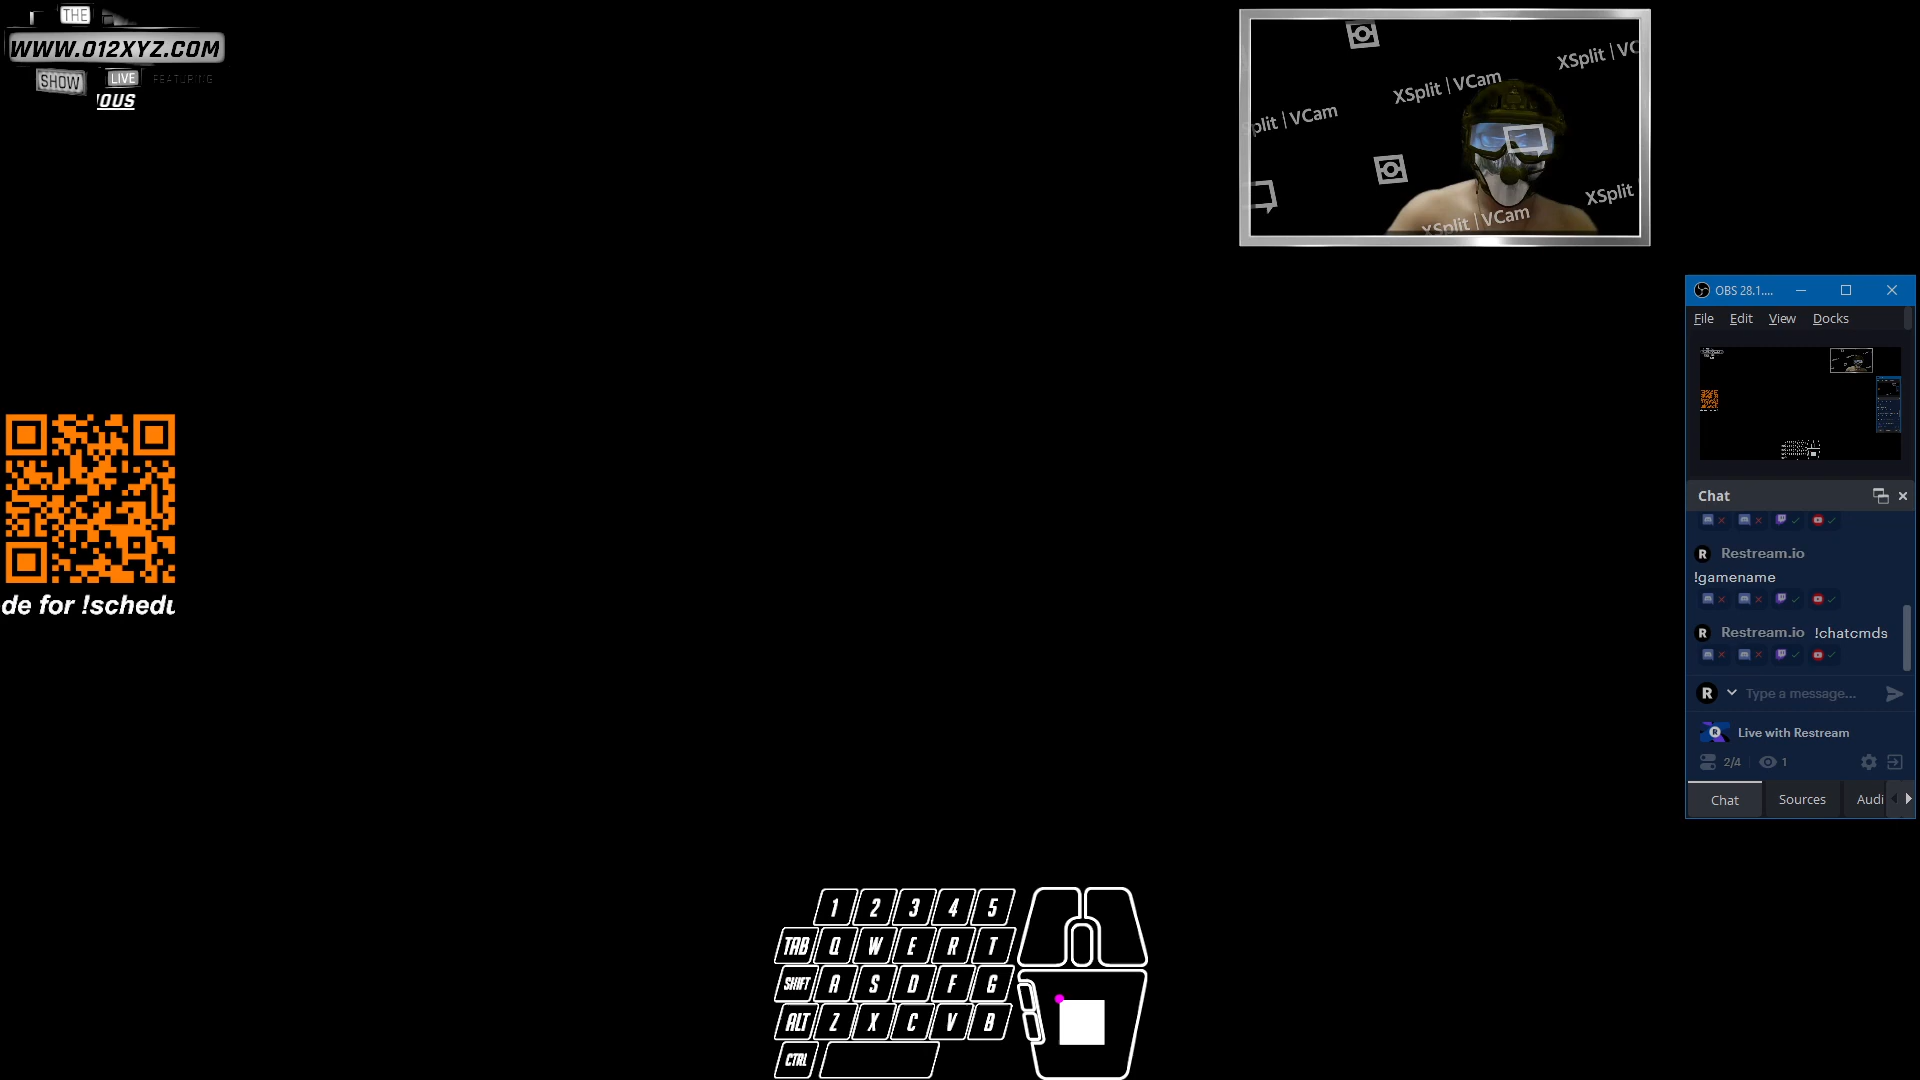 THE
WWW.012XYZ.COM
SHOW LIVE FEATURING
IOUS
XSplit | VC
XSplit | VCam
Split | VCam
XSplit
XSplit | VCam
OBS 28.1....
File Edit View Docks
Chat
Restream.io
!gamename
Restream.io !chatcmds
Type a message...
Live with Restream
2/4 1
Chat Sources Audi
de for !schedu
1 2 3 4 5
TAB Q W E R T
SHIFT A S D F G
ALT Z X C V B
CTRL